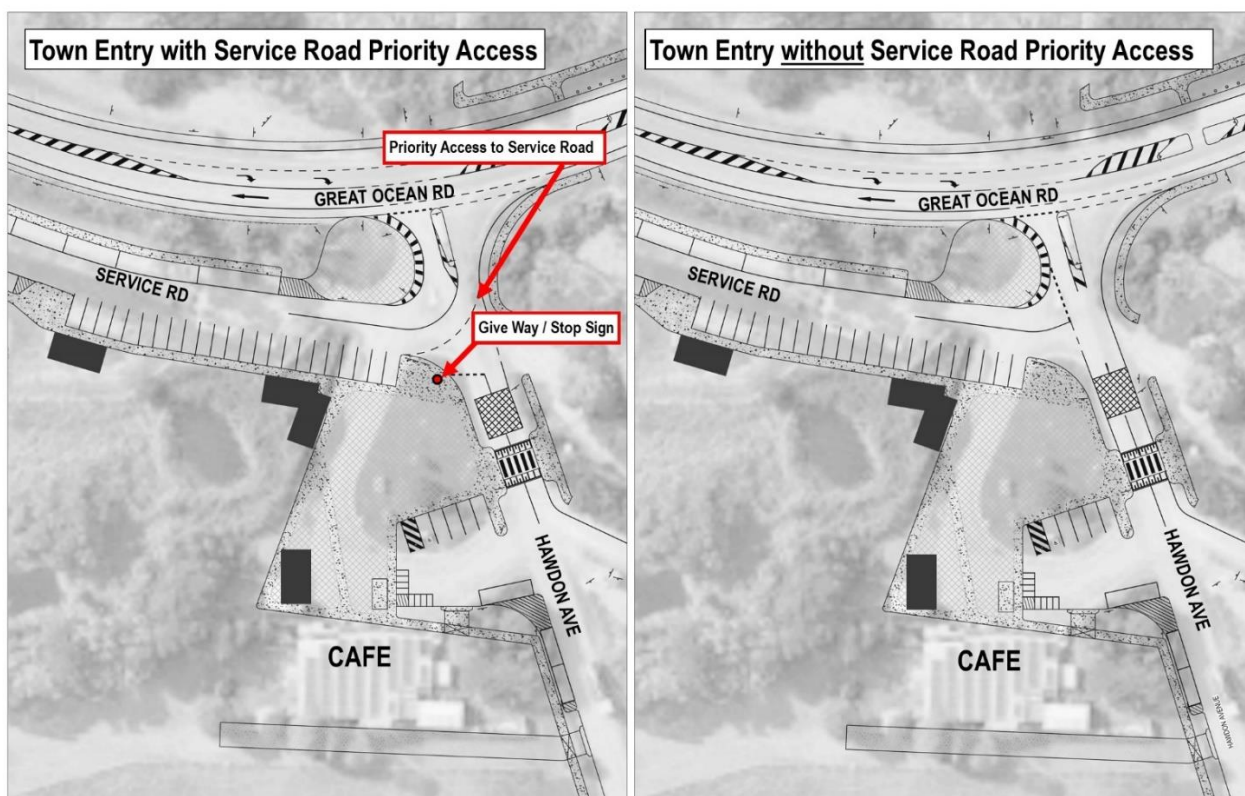 Town Entry with Service Road Priority Access
Priority Access to Service Road
GREAT OCEAN RD
SERVICE RD
Give Way / Stop Sign
HAWDON AVE
CAFE
Town Entry without Service Road Priority Access
GREAT OCEAN RD
SERVICE RD
HAWDON AVE
CAFE
HAWDON AVENUE